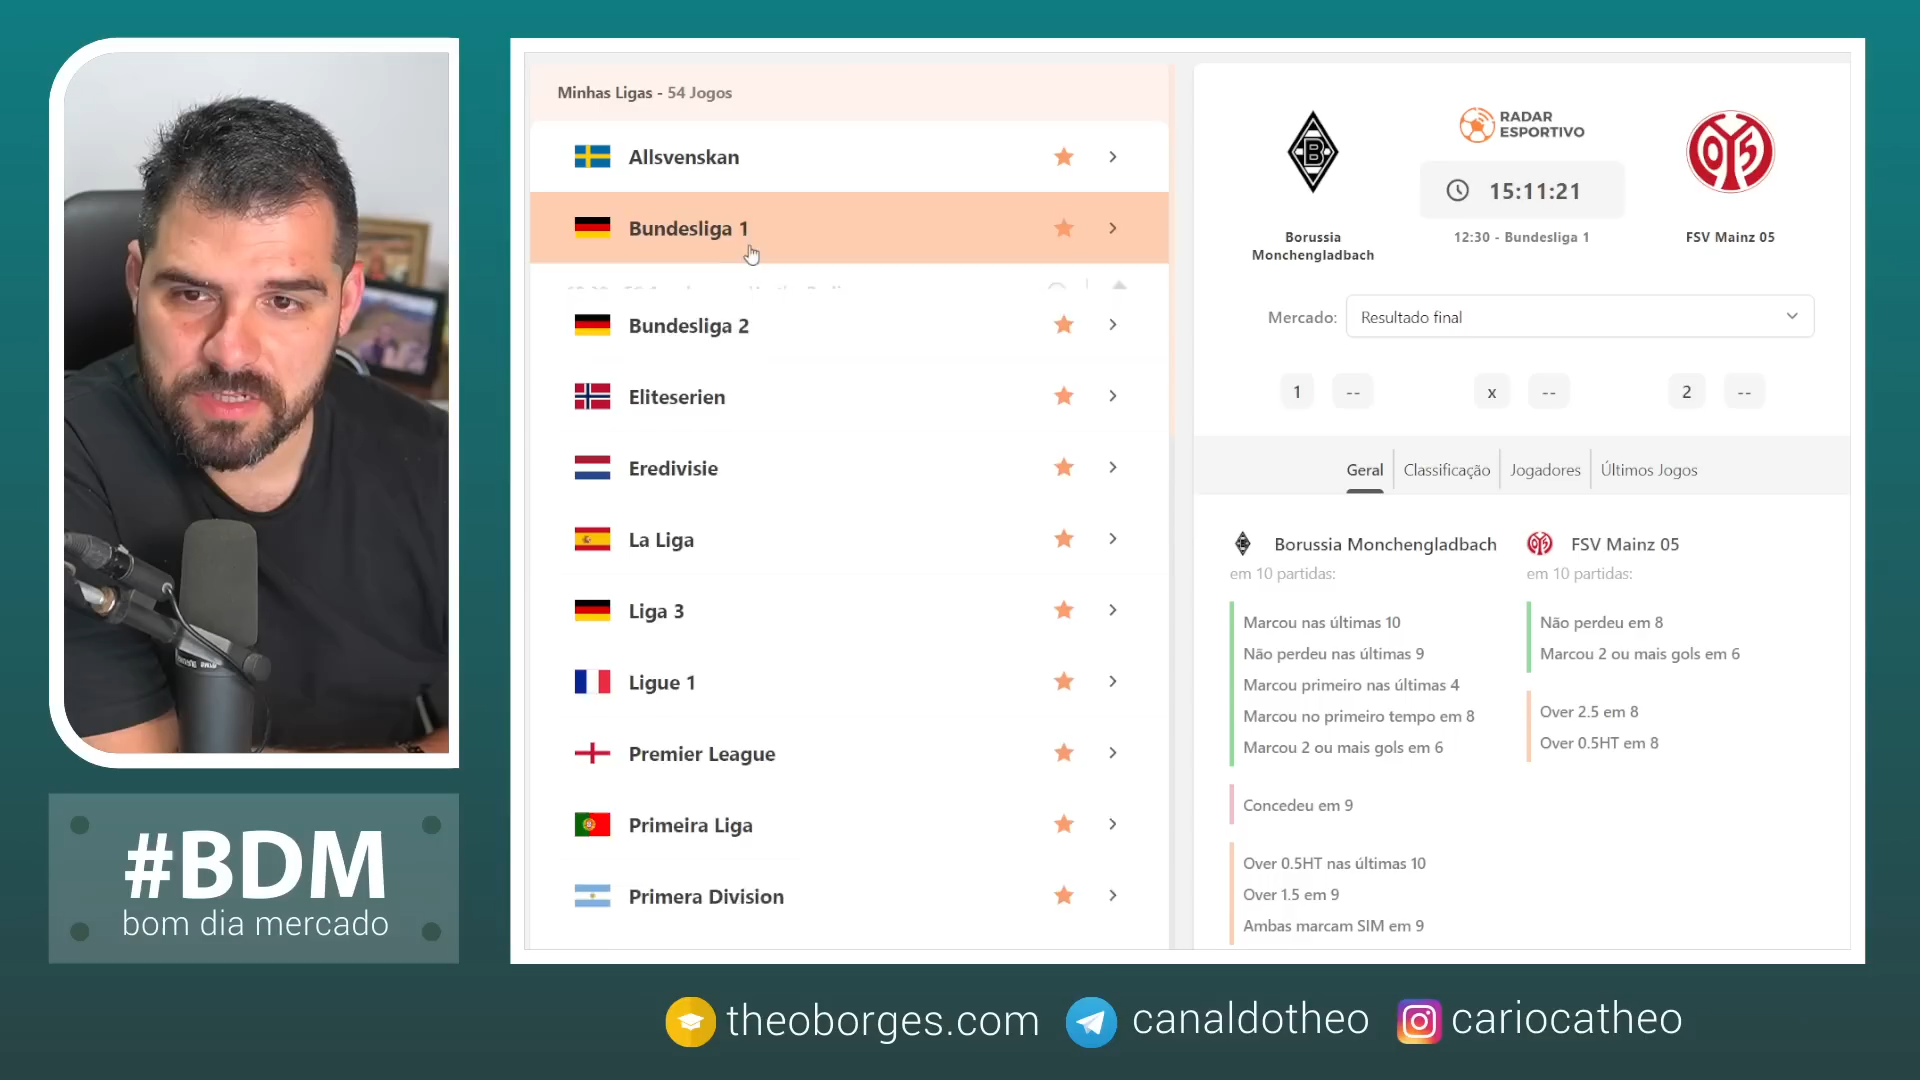 Minhas Ligas - 54 Jogos
Allsvenskan
Bundesliga 1
Bundesliga 2
Eliteserien
Eredivisie
La Liga
Liga 3
Ligue 1
Premier League
Primeira Liga
Primera Division
RADAR
ESPORTIVO
15:11:21
12:30 - Bundesliga 1
Borussia
Monchengladbach
FSV Mainz 05
Mercado: Resultado final
1 -- x -- 2 --
Geral Classificação Jogadores Últimos Jogos
Borussia Monchengladbach
em 10 partidas:
Marcou nas últimas 10
Não perdeu nas últimas 9
Marcou primeiro nas últimas 4
Marcou no primeiro tempo em 8
Marcou 2 ou mais gols em 6
Concedeu em 9
Over 0.5HT nas últimas 10
Over 1.5 em 9
Ambas marcam SIM em 9
FSV Mainz 05
em 10 partidas:
Não perdeu em 8
Marcou 2 ou mais gols em 6
Over 2.5 em 8
Over 0.5HT em 8
#BDM
bom dia mercado
theoborges.com
canaldotheo
cariocatheo